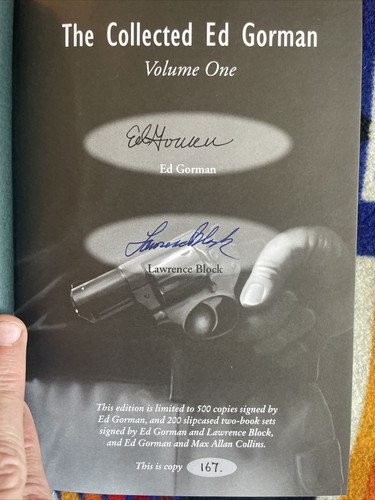 The Collected Ed Gorman
Volume One
Ed Gorman
Ed Gorman
Lawrence Block
Lawrence Block
This edition is limited to 500 copies signed by
Ed Gorman, and 200 slipcased two-book sets
signed by Ed Gorman and Lawrence Block,
and Ed Gorman and Max Allan Collins.
This is copy 167.